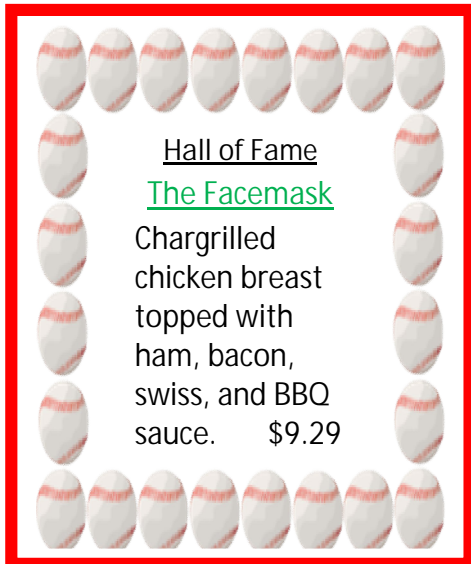 Hall of Fame
The Facemask
Chargrilled
chicken breast
topped with
ham, bacon,
swiss, and BBQ
sauce. $9.29